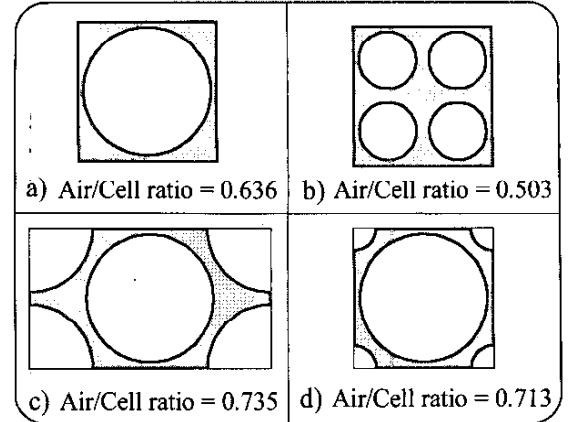 a) Air/Cell ratio = 0.636
b) Air/Cell ratio = 0.503
c) Air/Cell ratio = 0.735
d) Air/Cell ratio = 0.713